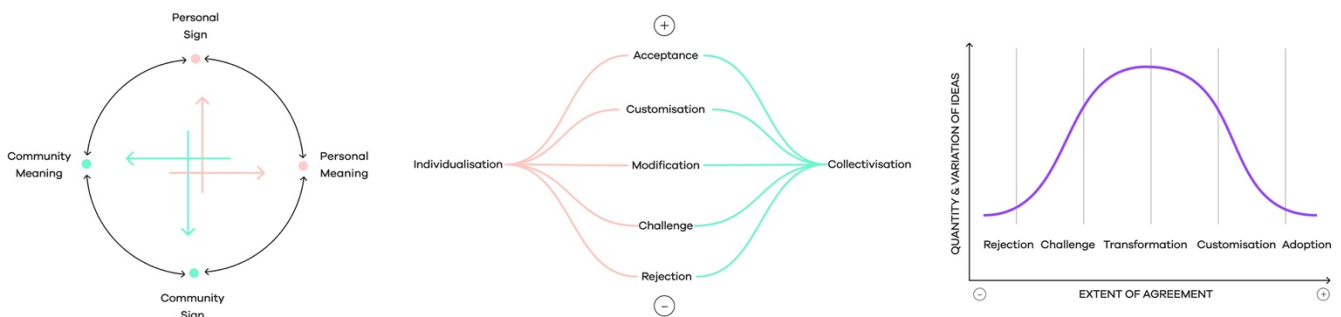 Personal
Sign
Community
Meaning
Personal
Meaning
Community
Sign
+
Acceptance
Customisation
Individualisation
Modification
Collectivisation
Challenge
Rejection
−
QUANTITY & VARIATION OF IDEAS
Rejection Challenge Transformation Customisation Adoption
− EXTENT OF AGREEMENT +